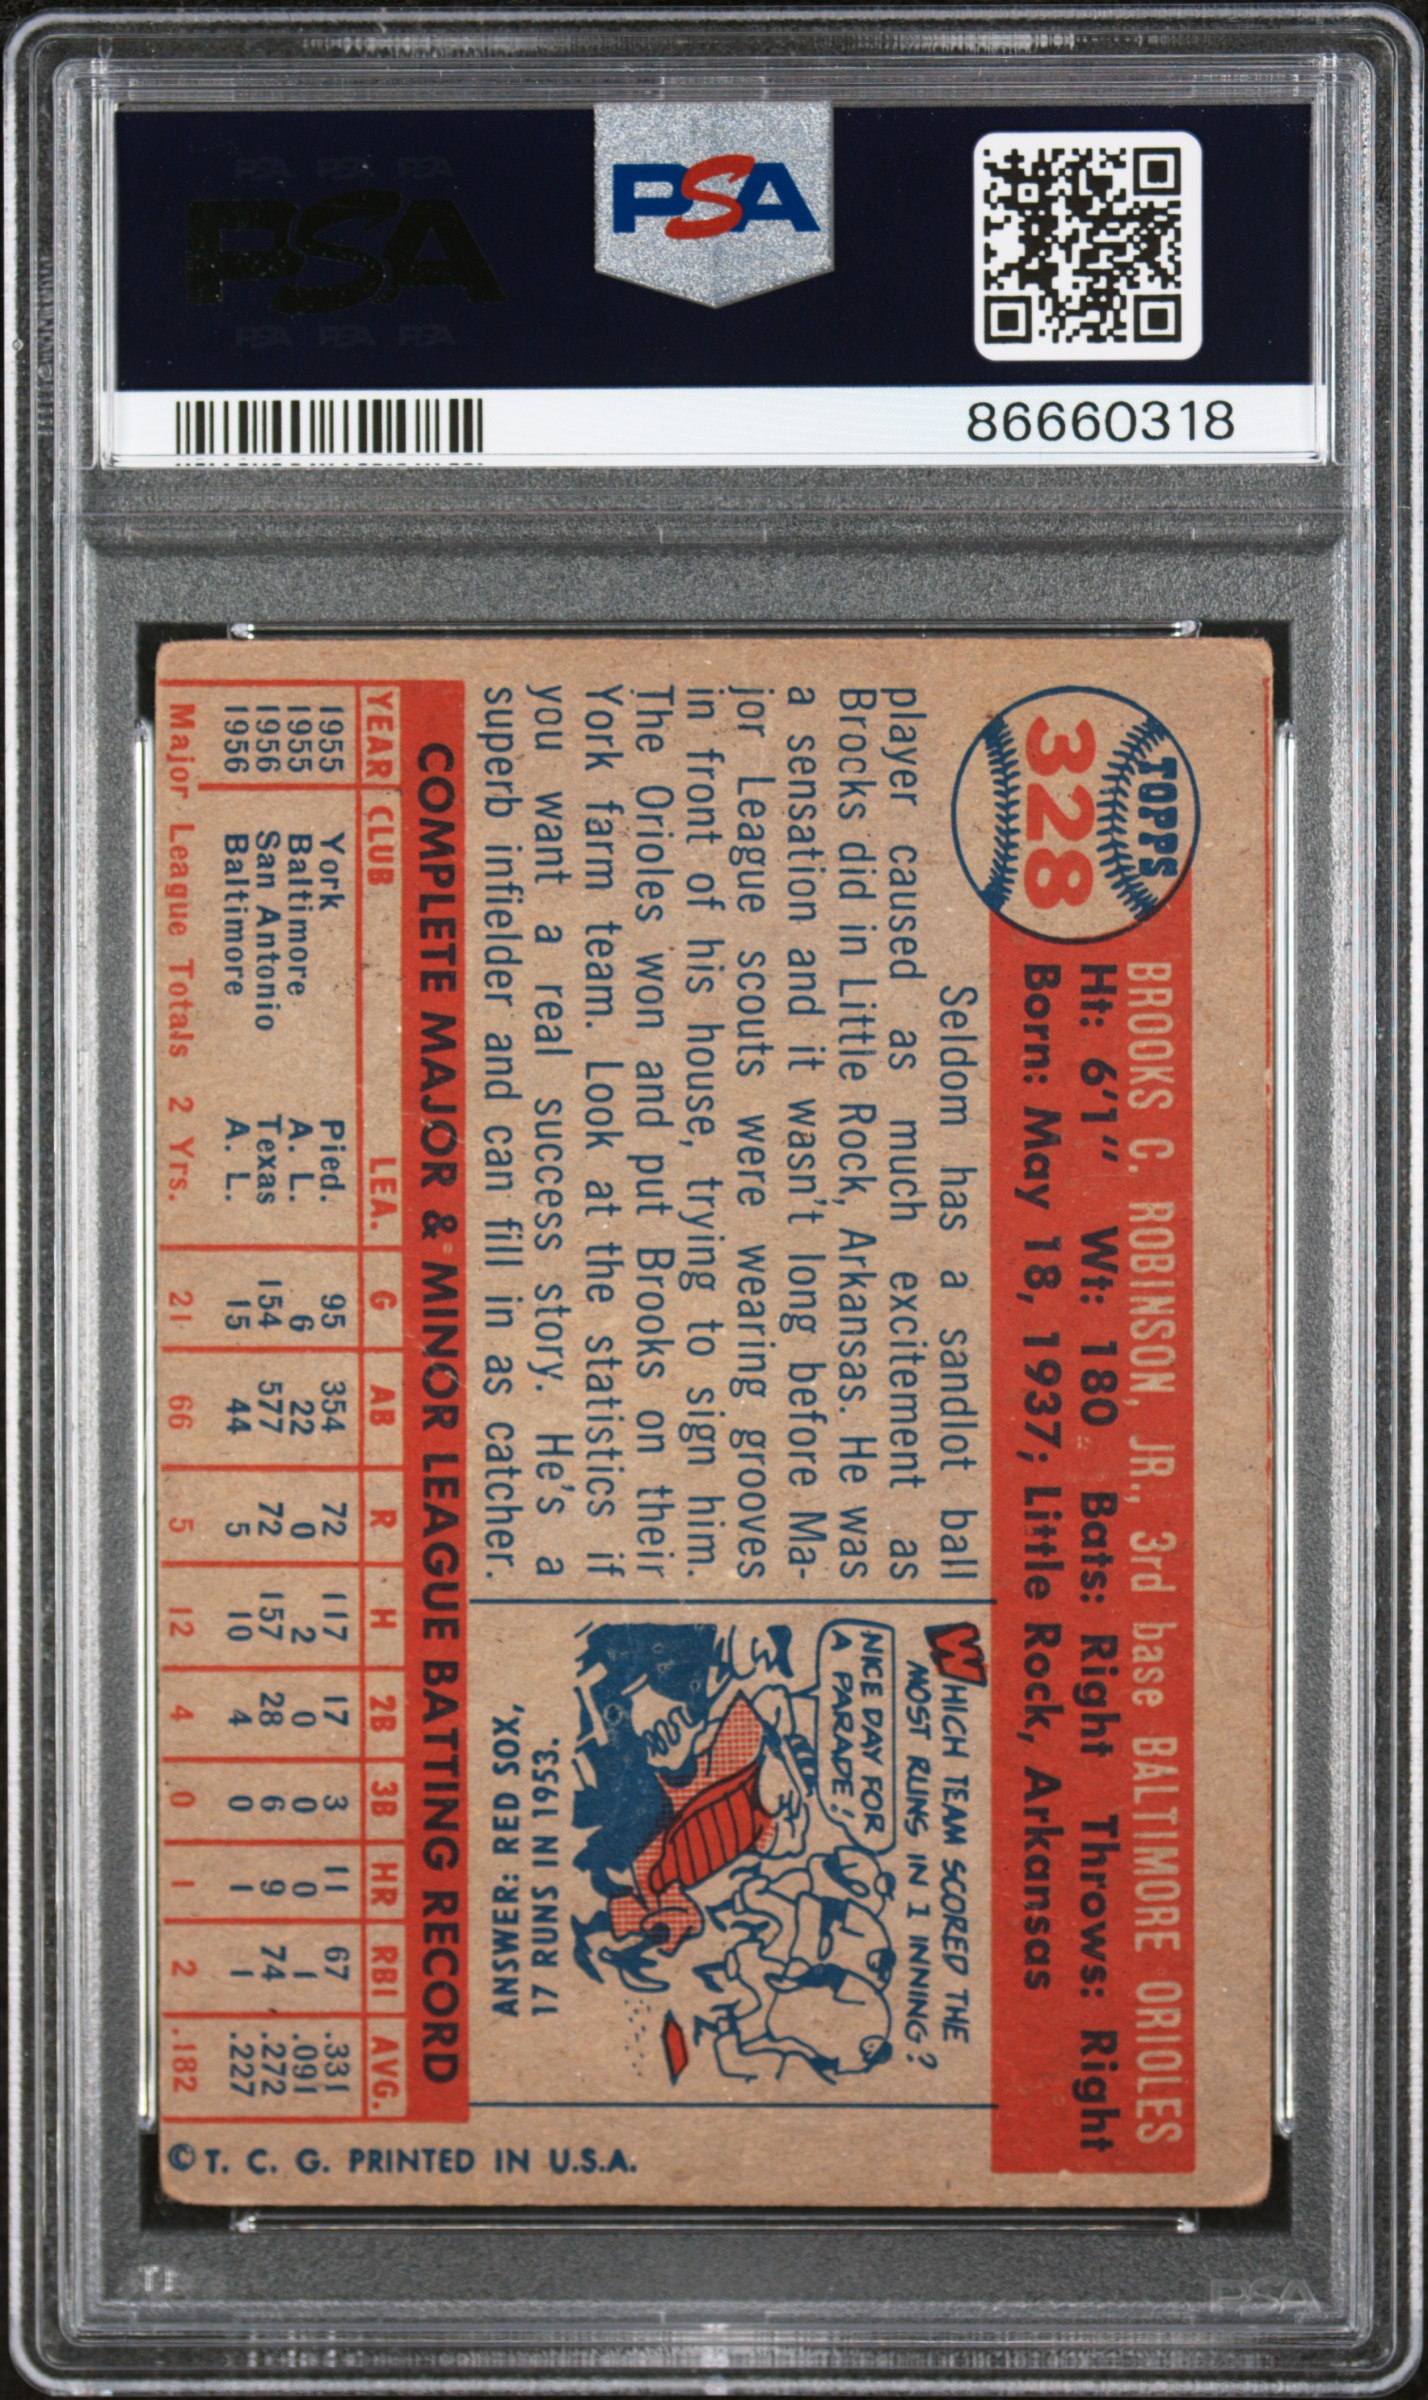 PSA PSA PSA
PSA
PSA PSA PSA
PSA
86660318
TOPPS
328
BROOKS C. ROBINSON, JR., 3rd base BALTIMORE ORIOLES
Ht: 6'1" Wt: 180 Bats: Right Throws: Right
Born: May 18, 1937; Little Rock, Arkansas
Seldom has a sandlot ball
player caused as much excitement as
Brocks did in Little Rock, Arkansas. He was
a sensation and it wasn't long before Ma-
jor League scouts were wearing grooves
in front of his house, trying to sign him.
The Orioles won and put Brooks on their
York farm team. Look at the statistics if
you want a real success story. He's a
superb infielder and can fill in as catcher.
WHICH TEAM SCORED THE
MOST RUNS IN 1 INNING?
NICE DAY FOR
A PARADE!
17 RUNS IN 1953.
ANSWER: RED SOX,
COMPLETE MAJOR & MINOR LEAGUE BATTING RECORD
YEAR CLUB LEA. G AB R H 2B 3B HR RBI AVG.
1955 York Pied. 95 354 72 117 17 3 11 67 .331
1955 Baltimore A. L. 6 22 0 2 0 0 0 1 .091
1956 San Antonio Texas 154 577 72 157 28 6 9 74 .272
1956 Baltimore A. L. 15 44 5 10 4 0 1 1 .227
Major League Totals 2 Yrs. 21 66 5 12 4 0 1 2 .182
© T. C. G. PRINTED IN U.S.A.
PSA